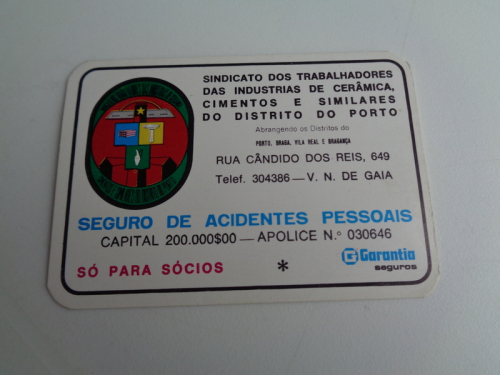 SINDICATO DOS TRABALHADORES
DAS INDUSTRIAS DE CERÂMICA,
CIMENTOS E SIMILARES
DO DISTRITO DO PORTO
Abrangendo os Distritos do
PORTO, BRAGA, VILA REAL E BRAGANÇA
RUA CÂNDIDO DOS REIS, 649
Telef. 304386 — V. N. DE GAIA
SEGURO DE ACIDENTES PESSOAIS
CAPITAL 200.000$00 — APOLICE N.º 030646
SÓ PARA SÓCIOS *
G Garantia
seguros